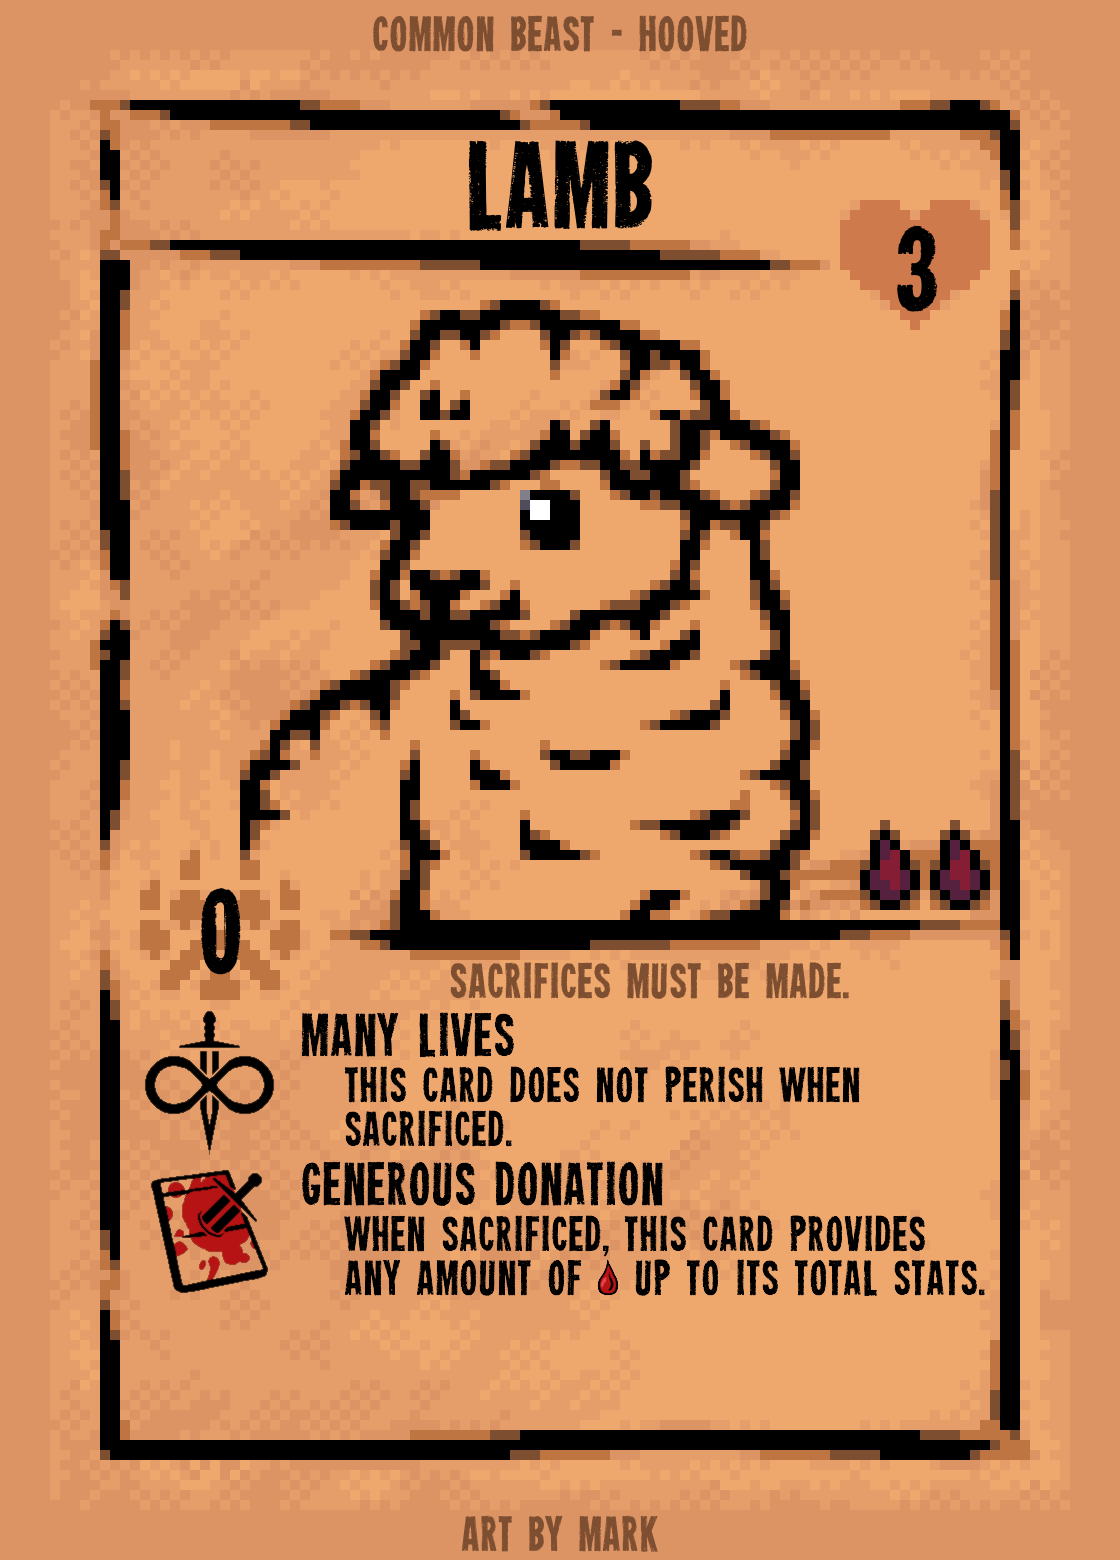 COMMON BEAST - HOOVED
LAMB
3
0
SACRIFICES MUST BE MADE.
MANY LIVES
THIS CARD DOES NOT PERISH WHEN
SACRIFICED.
GENEROUS DONATION
WHEN SACRIFICED, THIS CARD PROVIDES
ANY AMOUNT OF 🩸 UP TO ITS TOTAL STATS.
ART BY MARK